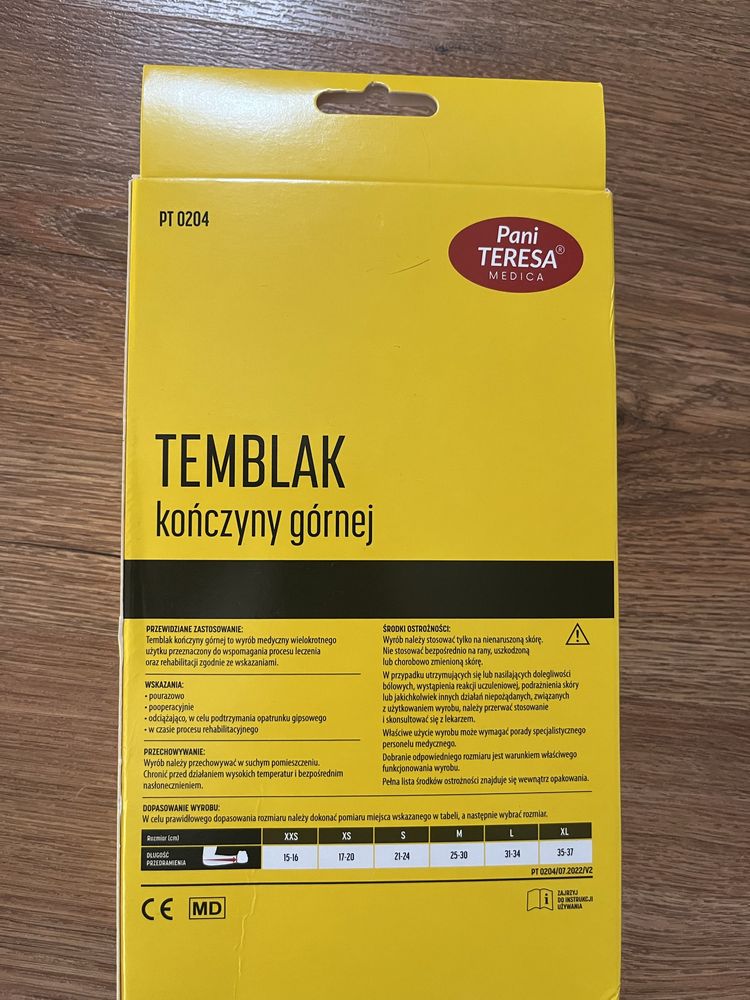 PT 0204
Pani
TERESA®
MEDICA
TEMBLAK
kończyny górnej
PRZEWIDZIANE ZASTOSOWANIE:
Temblak kończyny górnej to wyrób medyczny wielokrotnego
użytku przeznaczony do wspomagania procesu leczenia
oraz rehabilitacji zgodnie ze wskazaniami.
WSKAZANIA:
• pourazowo
• pooperacyjnie
• odciążająco, w celu podtrzymania opatrunku gipsowego
• w czasie procesu rehabilitacyjnego
PRZECHOWYWANIE:
Wyrób należy przechowywać w suchym pomieszczeniu.
Chronić przed działaniem wysokich temperatur i bezpośrednim
nasłonecznieniem.
ŚRODKI OSTROŻNOŚCI:
Wyrób należy stosować tylko na nienaruszoną skórę.
Nie stosować bezpośrednio na rany, uszkodzoną
lub chorobowo zmienioną skórę.
W przypadku utrzymujących się lub nasilających dolegliwości
bólowych, wystąpienia reakcji uczuleniowej, podrażnienia skóry
lub jakichkolwiek innych działań niepożądanych, związanych
z użytkowaniem wyrobu, należy przerwać stosowanie
i skonsultować się z lekarzem.
Właściwe użycie wyrobu może wymagać porady specjalistycznego
personelu medycznego.
Dobranie odpowiedniego rozmiaru jest warunkiem właściwego
funkcjonowania wyrobu.
Pełna lista środków ostrożności znajduje się wewnątrz opakowania.
DOPASOWANIE WYROBU:
W celu prawidłowego dopasowania rozmiaru należy dokonać pomiaru miejsca wskazanego w tabeli, a następnie wybrać rozmiar.
Rozmiar (cm) XXS XS S M L XL
DŁUGOŚĆ
PRZEDRAMIENIA 15-16 17-20 21-24 25-30 31-34 35-37
PT 0204/07.2022/V2
CE MD
ZAJRZYJ
DO INSTRUKCJI
UŻYWANIA